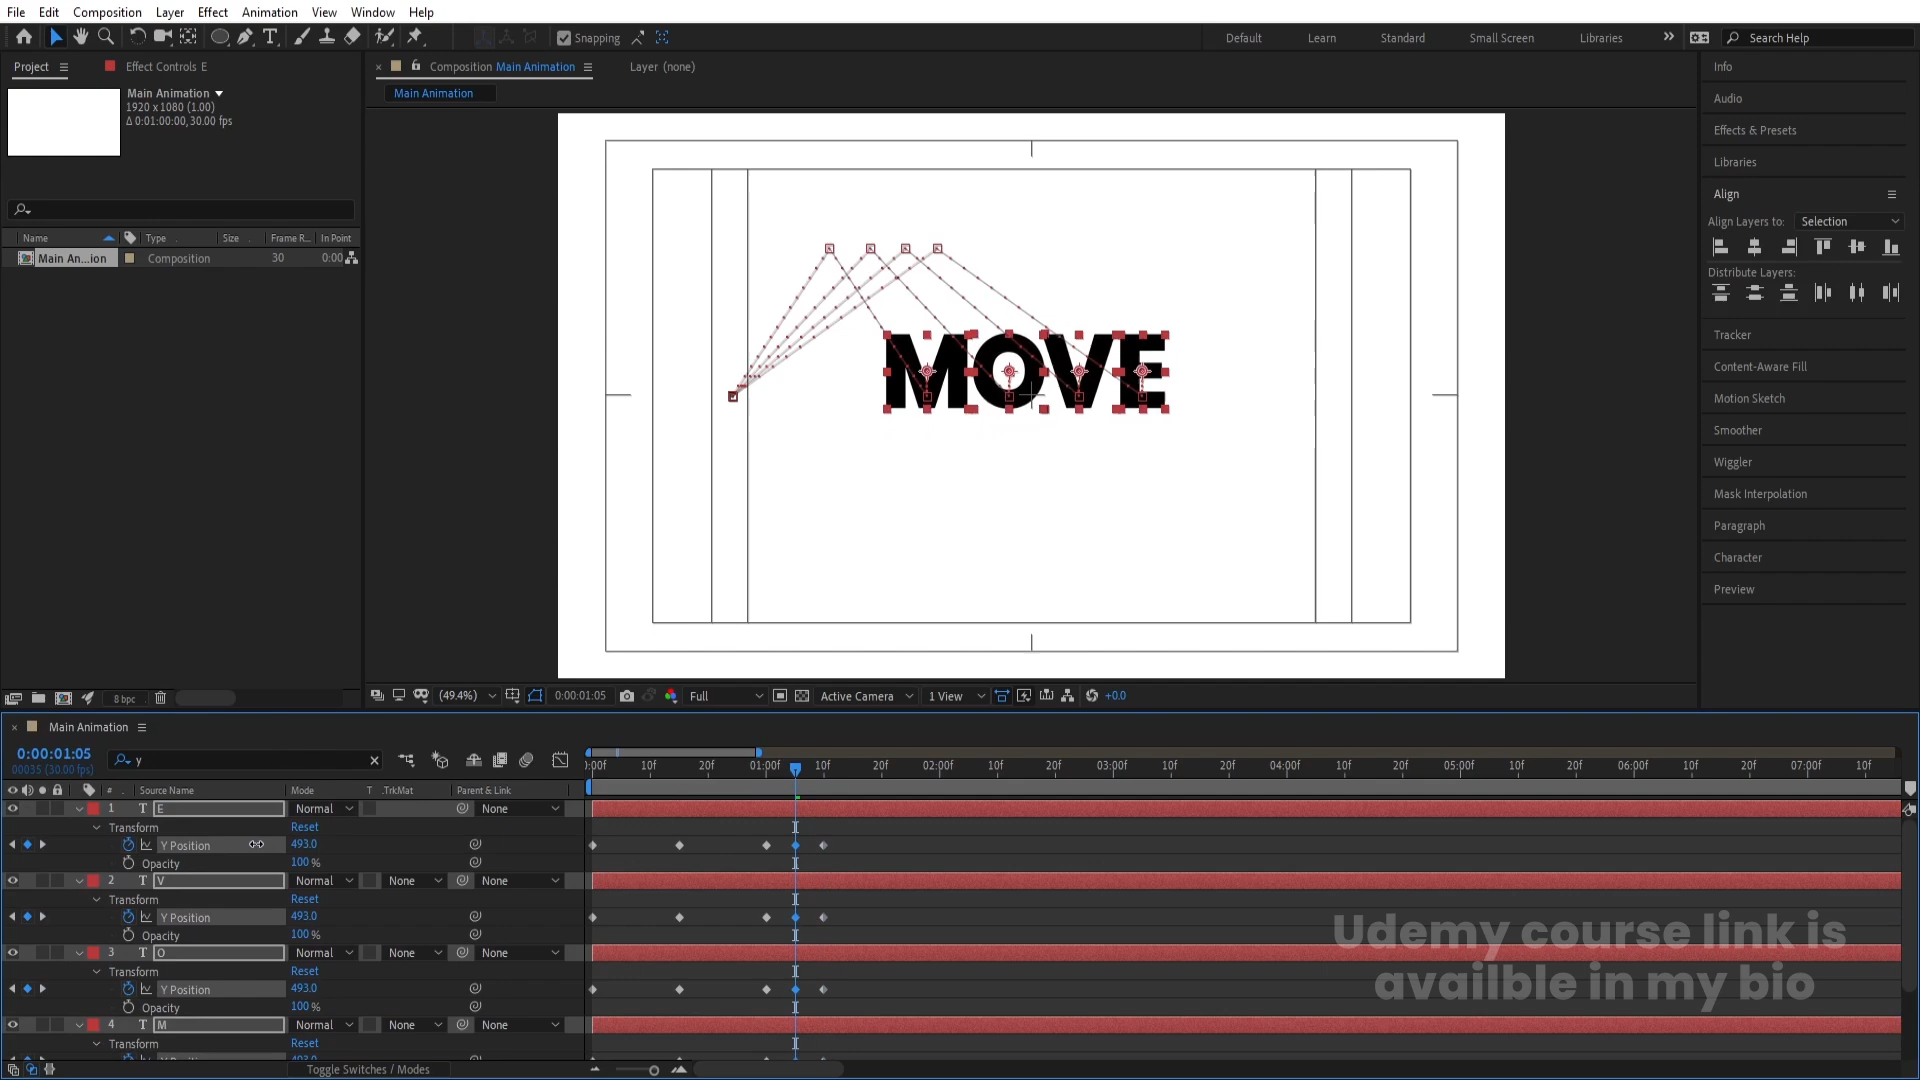 File Edit Composition Layer Effect Animation View Window Help
Snapping
Default Learn Standard Small Screen Libraries Search Help
Project Effect Controls E
Composition Main Animation Layer (none)
Main Animation
Main Animation
1920 x 1080 (1.00)
Δ 0:01:00:00, 30.00 fps
Name Type Size Frame R... In Point
Main An...ion Composition 30 0:00
8 bpc
MOVE
(49.4%) 0:00:01:05 Full Active Camera 1 View +0.0
Info
Audio
Effects & Presets
Libraries
Align
Align Layers to: Selection
Distribute Layers:
Tracker
Content-Aware Fill
Motion Sketch
Smoother
Wiggler
Mask Interpolation
Paragraph
Character
Preview
Main Animation
0:00:01:05
00035 (30.00 fps)
y
):00f 10f 20f 01:00f 10f 20f 02:00f 10f 20f 03:00f 10f 20f 04:00f 10f 20f 05:00f 10f 20f 06:00f 10f 20f 07:00f 10f
# Source Name Mode T .TrkMat Parent & Link
1 T E Normal None
Transform Reset
Y Position 493.0
Opacity 100 %
2 T V Normal None None
Transform Reset
Y Position 493.0
Opacity 100 %
3 T O Normal None None
Transform Reset
Y Position 493.0
Opacity 100 %
4 T M Normal None None
Transform Reset
Toggle Switches / Modes
Udemy course link is
availble in my bio